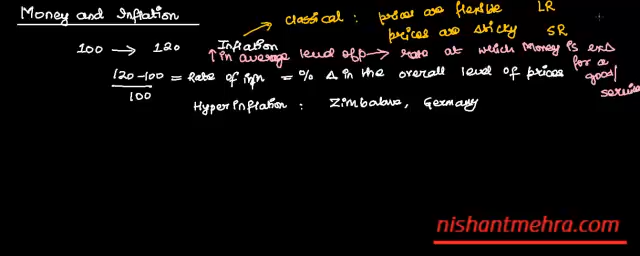 Money and Inflation
Classical : prices are flexible LR
prices are sticky SR
100 → 120 Inflation
↑ in average level of p → rate at which money is exΔ for a good/service
120-100/100 = Rate of inf^n = % Δ in the overall level of prices
Hyperinflation : Zimbabwe, Germany
nishantmehra.com